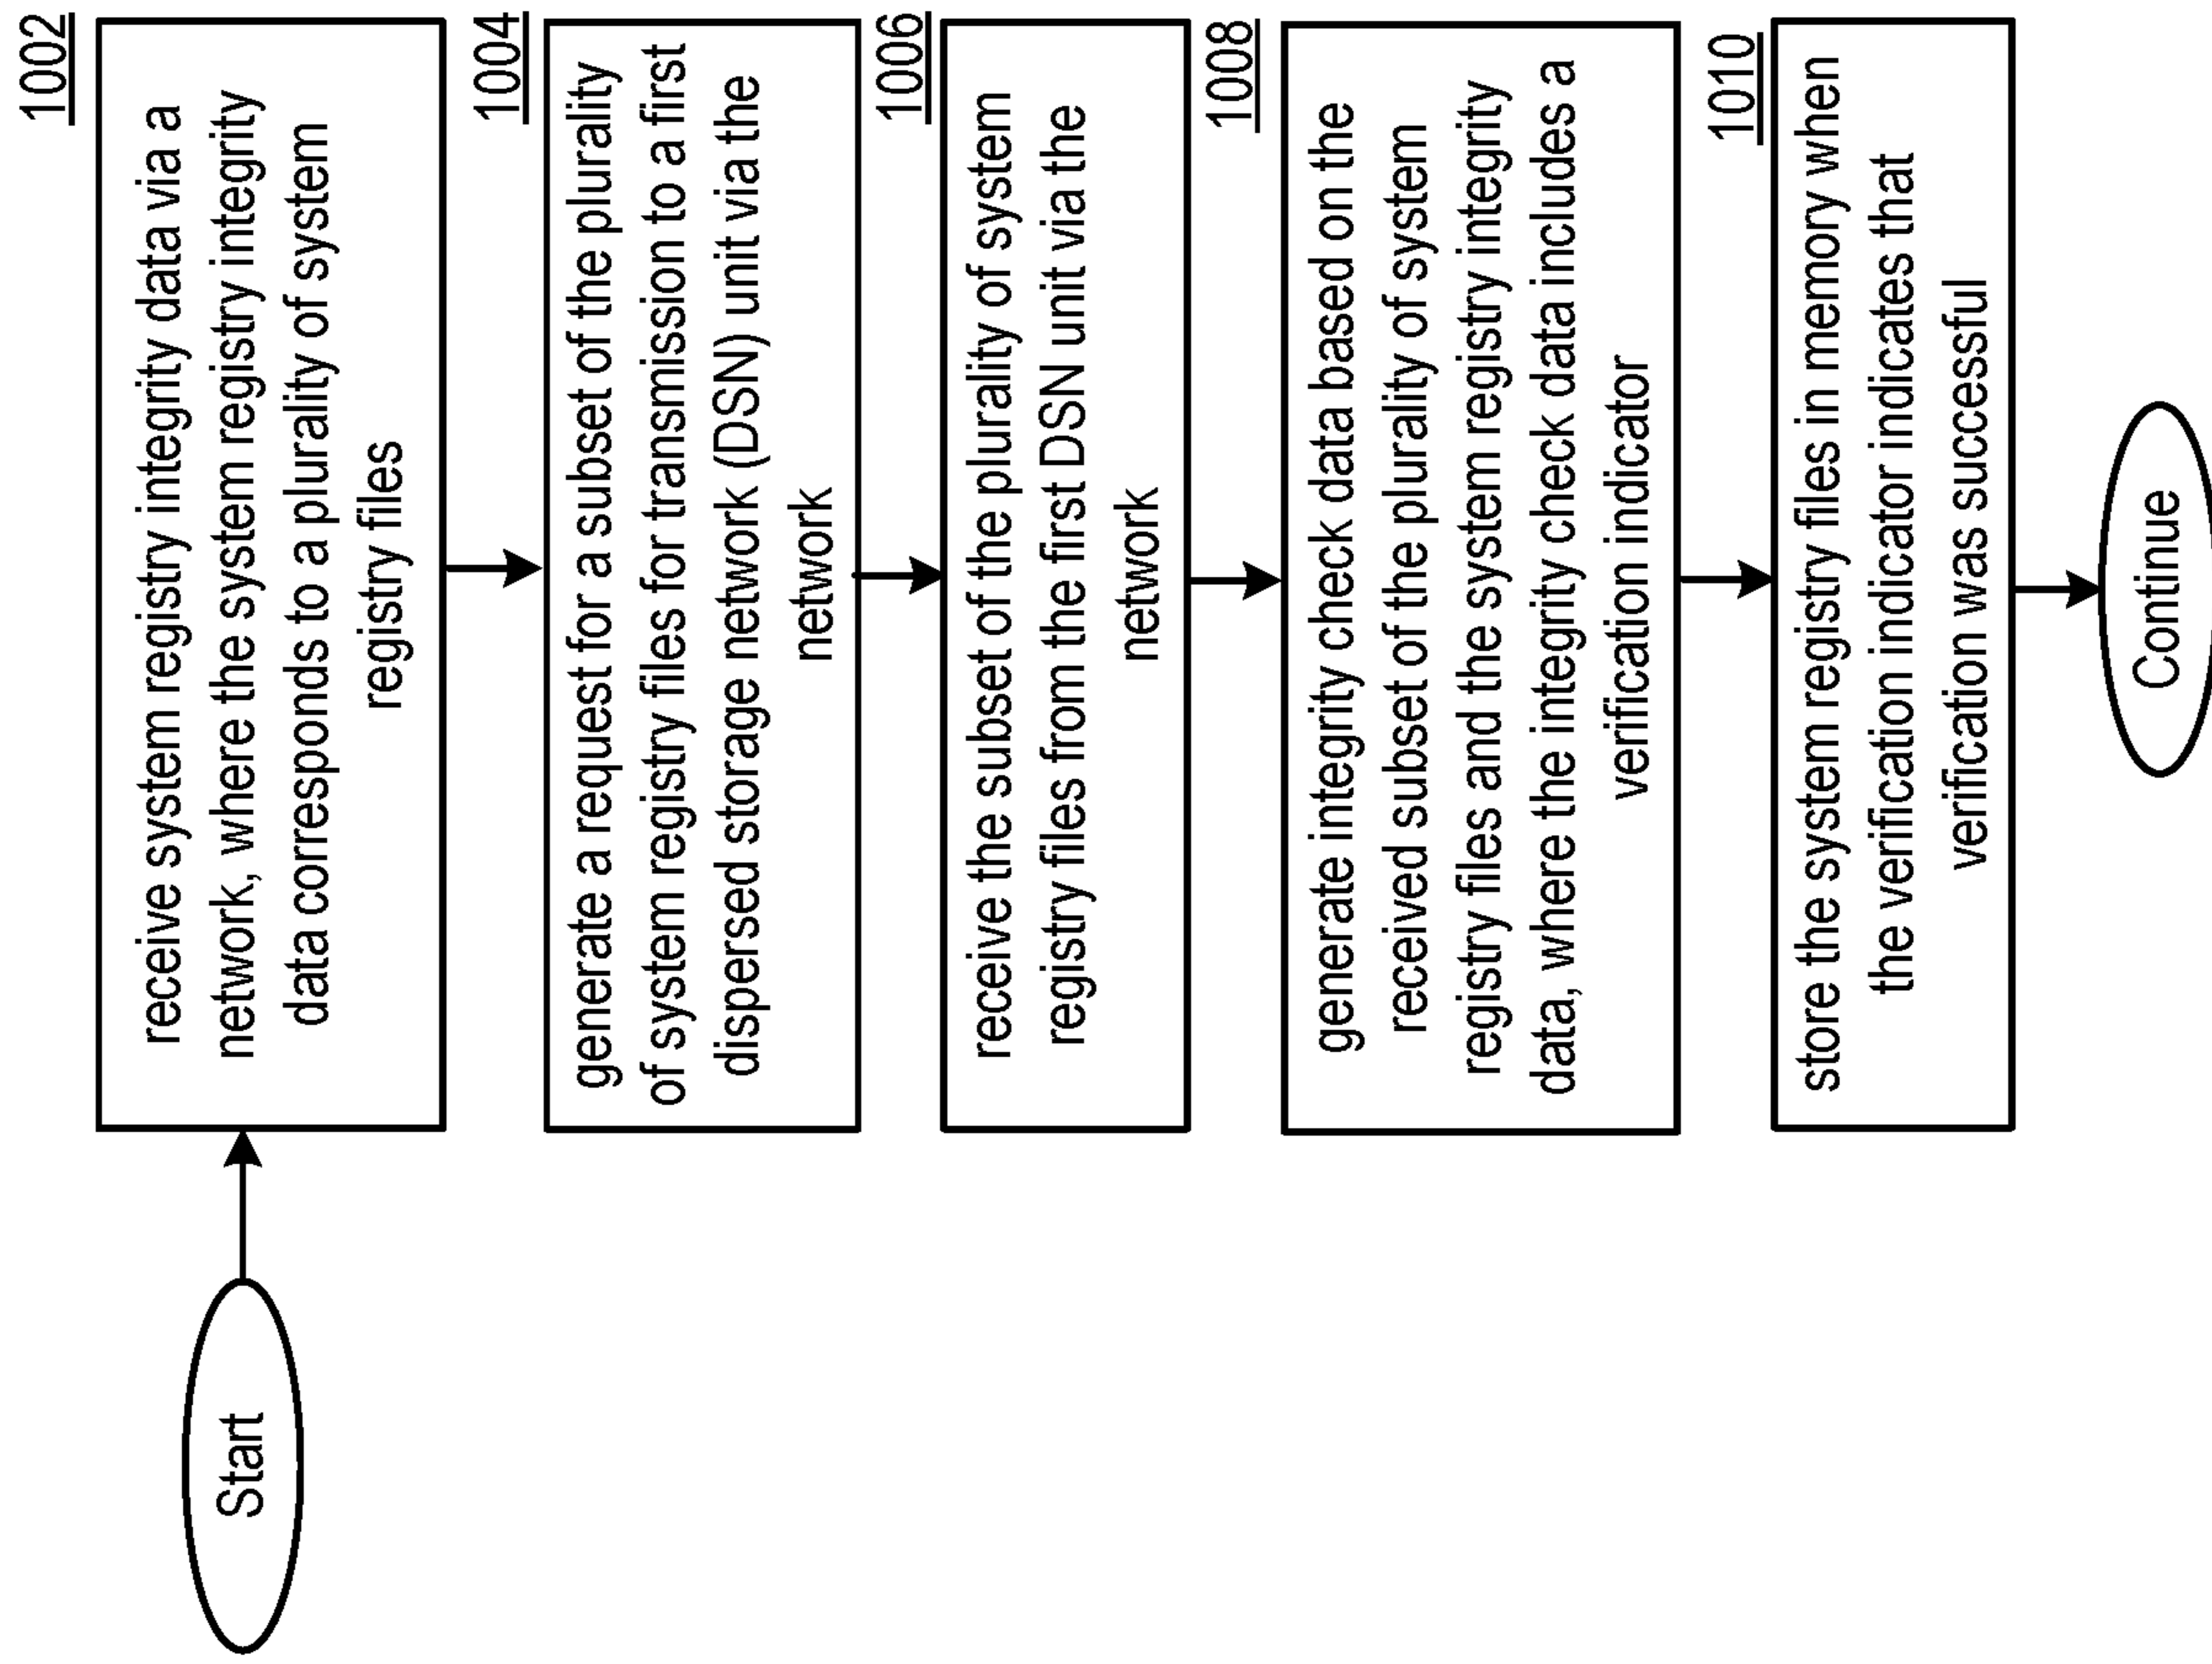 Start
1002
receive system registry integrity data via a
network, where the system registry integrity
data corresponds to a plurality of system
registry files
1004
generate a request for a subset of the plurality
of system registry files for transmission to a first
dispersed storage network (DSN) unit via the
network
1006
receive the subset of the plurality of system
registry files from the first DSN unit via the
network
1008
generate integrity check data based on the
received subset of the plurality of system
registry files and the system registry integrity
data, where the integrity check data includes a
verification indicator
1010
store the system registry files in memory when
the verification indicator indicates that
verification was successful
Continue